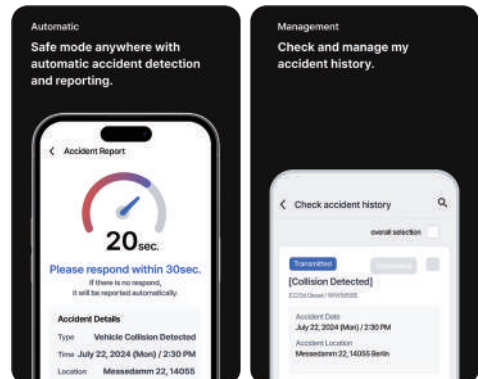 Automatic
Safe mode anywhere with
automatic accident detection
and reporting.
Accident Report
20sec.
Please respond within 30sec.
If there is no respond,
it will be reported automatically.
Accident Details
Type Vehicle Collision Detected
Time July 22, 2024 (Mon) / 2:30 PM
Location Messedamm 22, 14055
Management
Check and manage my
accident history.
Check accident history
overall selection
Transmitted
[Collision Detected]
Accident Date
July 22, 2024 (Mon) / 2:30 PM
Accident Location
Messedamm 22, 14055 Berlin